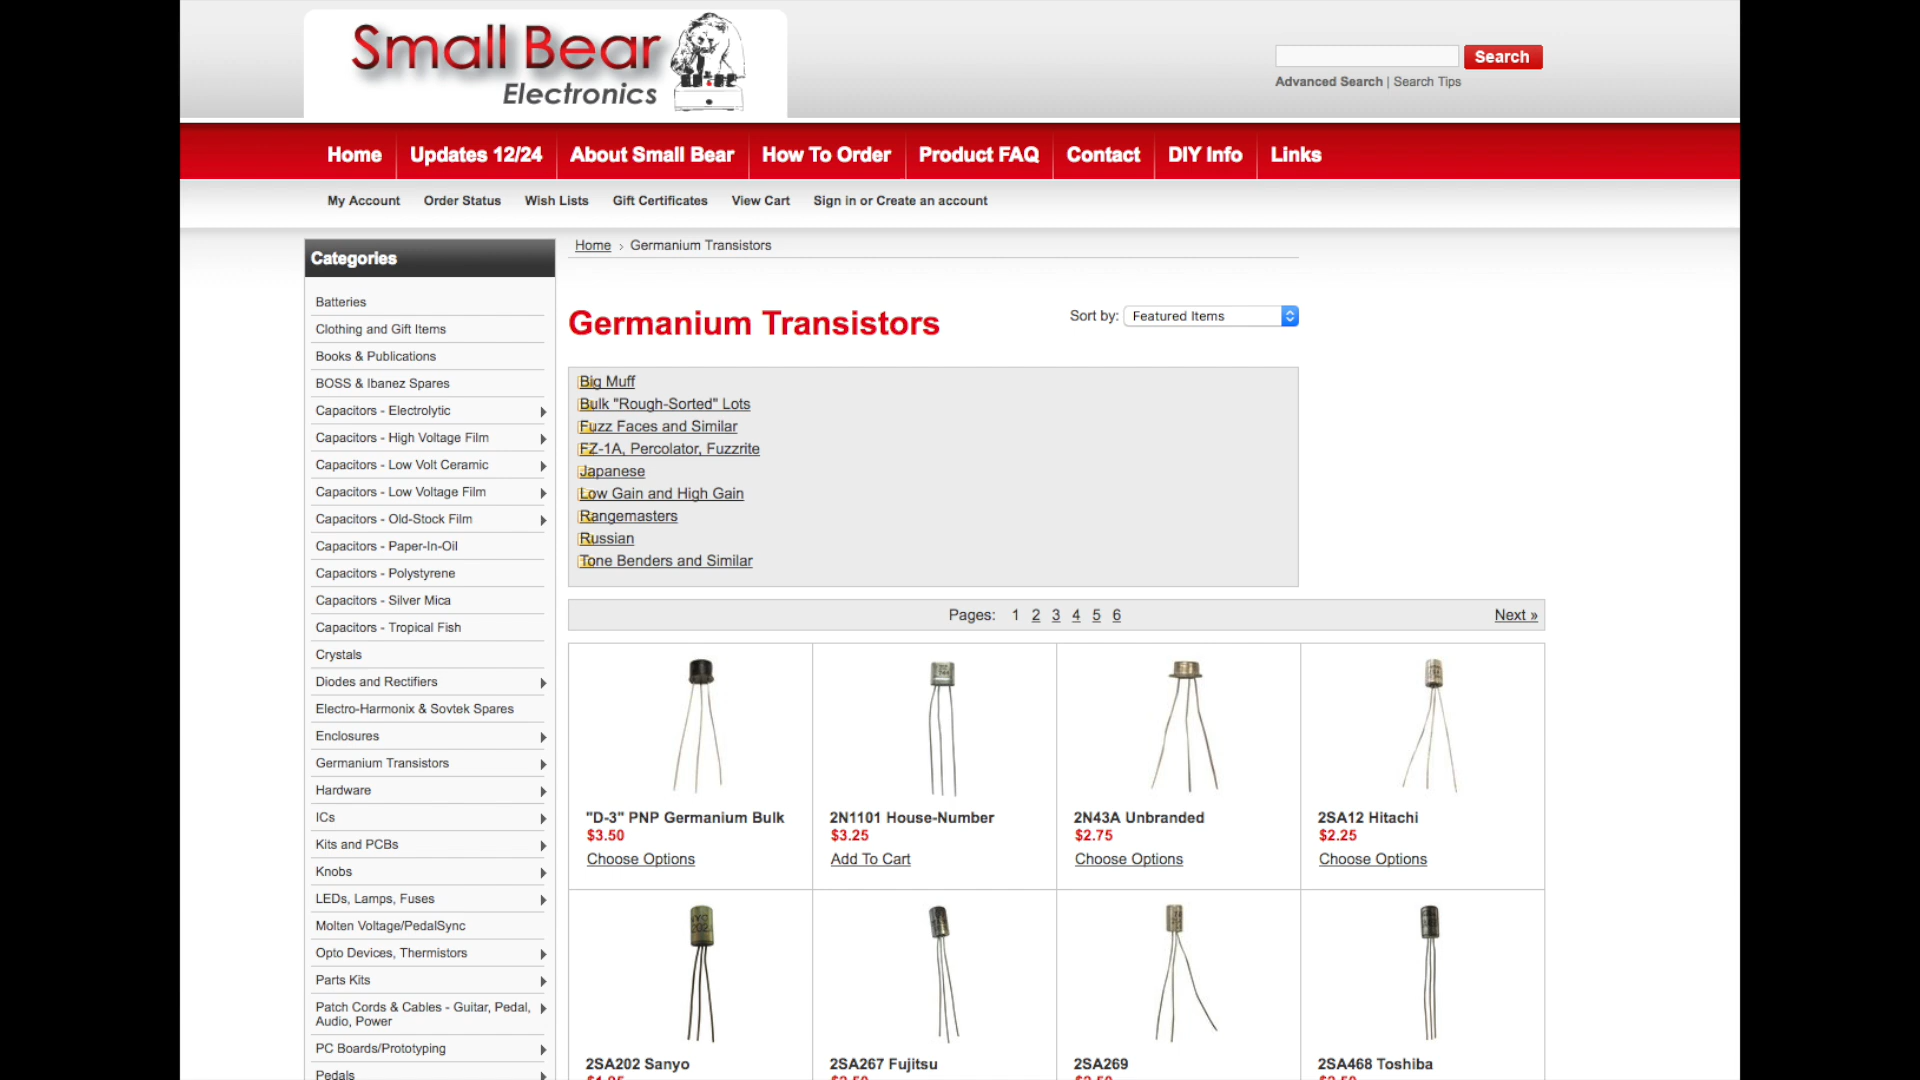 Small Bear
Electronics
Search
Advanced Search | Search Tips
Home
Updates 12/24
About Small Bear
How To Order
Product FAQ
Contact
DIY Info
Links
My Account
Order Status
Wish Lists
Gift Certificates
View Cart
Sign in or Create an account
Categories
Batteries
Clothing and Gift Items
Books & Publications
BOSS & Ibanez Spares
Capacitors - Electrolytic
Capacitors - High Voltage Film
Capacitors - Low Volt Ceramic
Capacitors - Low Voltage Film
Capacitors - Old-Stock Film
Capacitors - Paper-In-Oil
Capacitors - Polystyrene
Capacitors - Silver Mica
Capacitors - Tropical Fish
Crystals
Diodes and Rectifiers
Electro-Harmonix & Sovtek Spares
Enclosures
Germanium Transistors
Hardware
ICs
Kits and PCBs
Knobs
LEDs, Lamps, Fuses
Molten Voltage/PedalSync
Opto Devices, Thermistors
Parts Kits
Patch Cords & Cables - Guitar, Pedal,
Audio, Power
PC Boards/Prototyping
Pedals
Home › Germanium Transistors
Germanium Transistors
Sort by: Featured Items
Big Muff
Bulk "Rough-Sorted" Lots
Fuzz Faces and Similar
FZ-1A, Percolator, Fuzzrite
Japanese
Low Gain and High Gain
Rangemasters
Russian
Tone Benders and Similar
Pages: 1 2 3 4 5 6
Next »
"D-3" PNP Germanium Bulk
$3.50
Choose Options
2N1101 House-Number
$3.25
Add To Cart
2N43A Unbranded
$2.75
Choose Options
2SA12 Hitachi
$2.25
Choose Options
2SA202 Sanyo
2SA267 Fujitsu
2SA269
2SA468 Toshiba